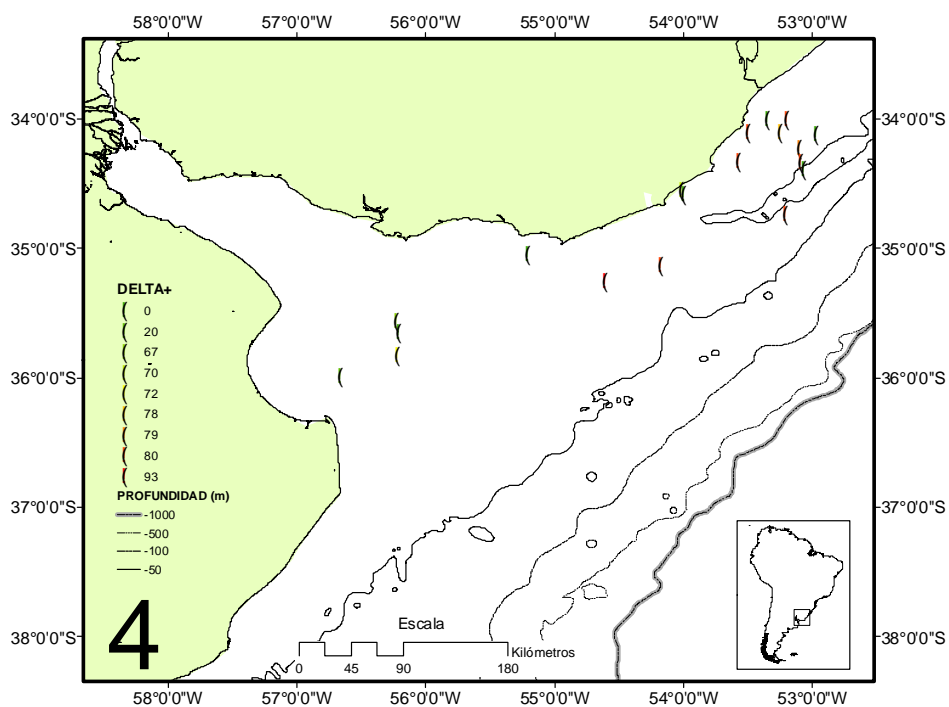 58°0'0"W 57°0'0"W 56°0'0"W 55°0'0"W 54°0'0"W 53°0'0"W
34°0'0"S 34°0'0"S
35°0'0"S 35°0'0"S
DELTA+
0
20
67
70
72
78
79
80
93
36°0'0"S 36°0'0"S
PROFUNDIDAD (m)
-1000
-500
-100
-50
37°0'0"S 37°0'0"S
4
Escala
Kilómetros
0 45 90 180
38°0'0"S 38°0'0"S
58°0'0"W 57°0'0"W 56°0'0"W 55°0'0"W 54°0'0"W 53°0'0"W